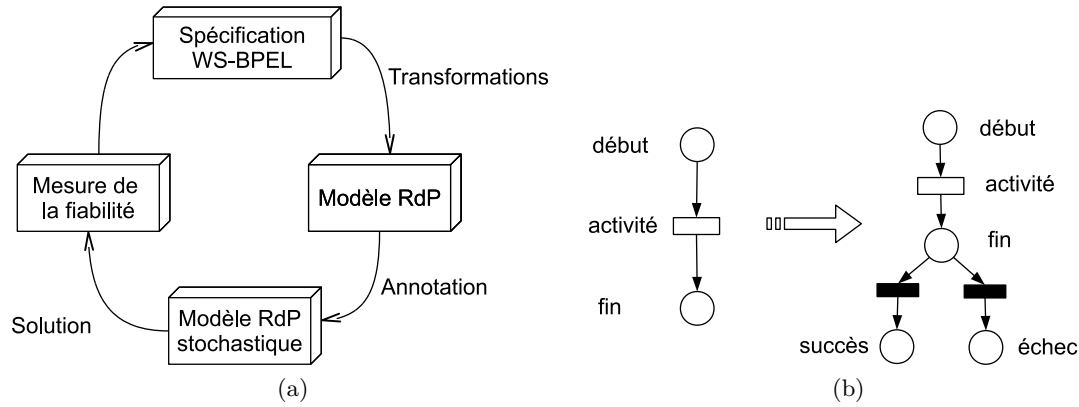 Spécification
WS-BPEL
Transformations
Mesure de
la fiabilité
Modèle RdP
Annotation
Solution
Modèle RdP
stochastique
(a)
début
activité
fin
début
activité
fin
succès
échec
(b)